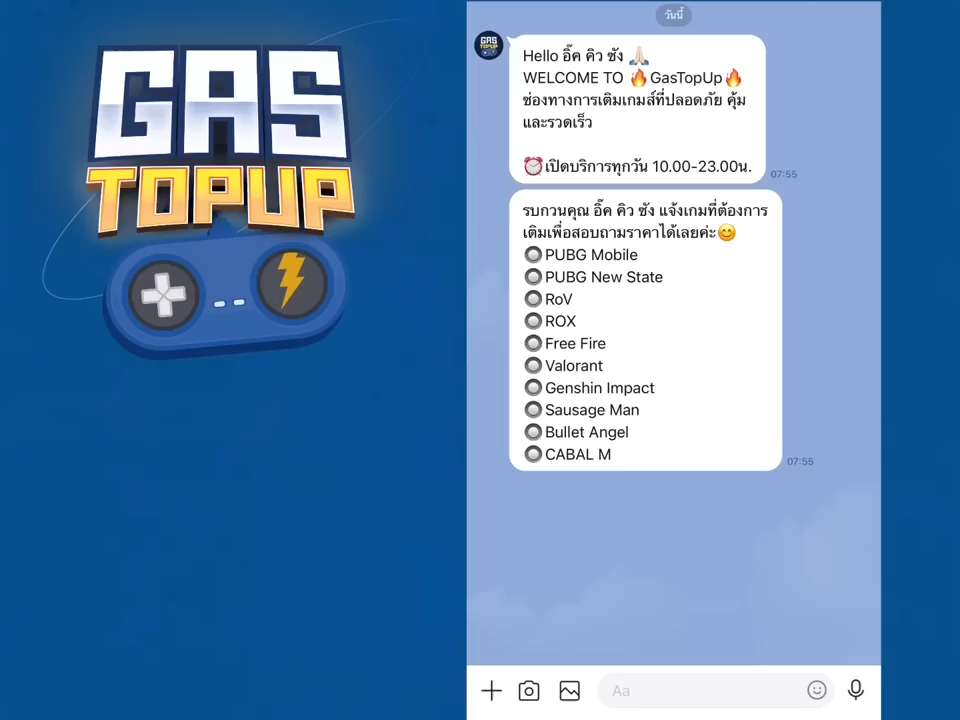 GAS
TOPUP
วันนี้
GAS
TOPUP
Hello อิ๊ค คิว ซัง 🙏🏻
WELCOME TO 🔥GasTopUp🔥
ช่องทางการเติมเกมส์ที่ปลอดภัย คุ้ม
และรวดเร็ว
⏰เปิดบริการทุกวัน 10.00-23.00น.
07:55
รบกวนคุณ อิ๊ค คิว ซัง แจ้งเกมที่ต้องการ
เติมเพื่อสอบถามราคาได้เลยค่ะ😊
🔘PUBG Mobile
🔘PUBG New State
🔘RoV
🔘ROX
🔘Free Fire
🔘Valorant
🔘Genshin Impact
🔘Sausage Man
🔘Bullet Angel
🔘CABAL M
07:55
Aa